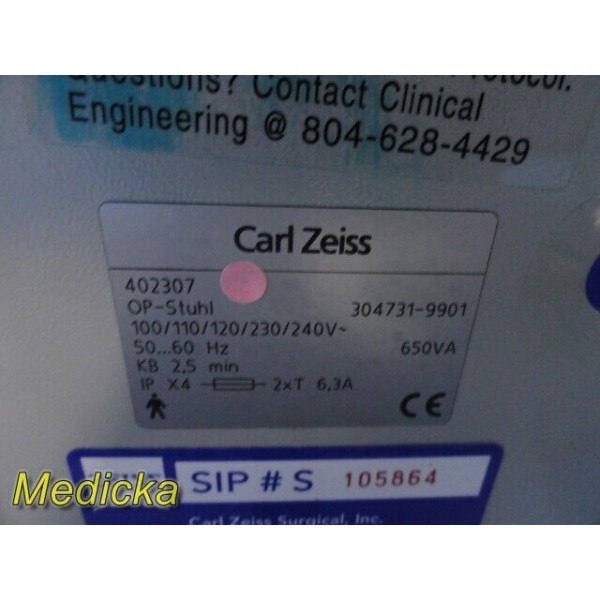 Questions? Contact Clinical Protocol.
Engineering @ 804-628-4429
Carl Zeiss
402307
OP-Stuhl 304731-9901
100/110/120/230/240V~
50...60 Hz 650VA
KB 2,5 min
IP X4 2xT 6,3A
CE
SIP # S 105864
Carl Zeiss Surgical, Inc.
Medicka